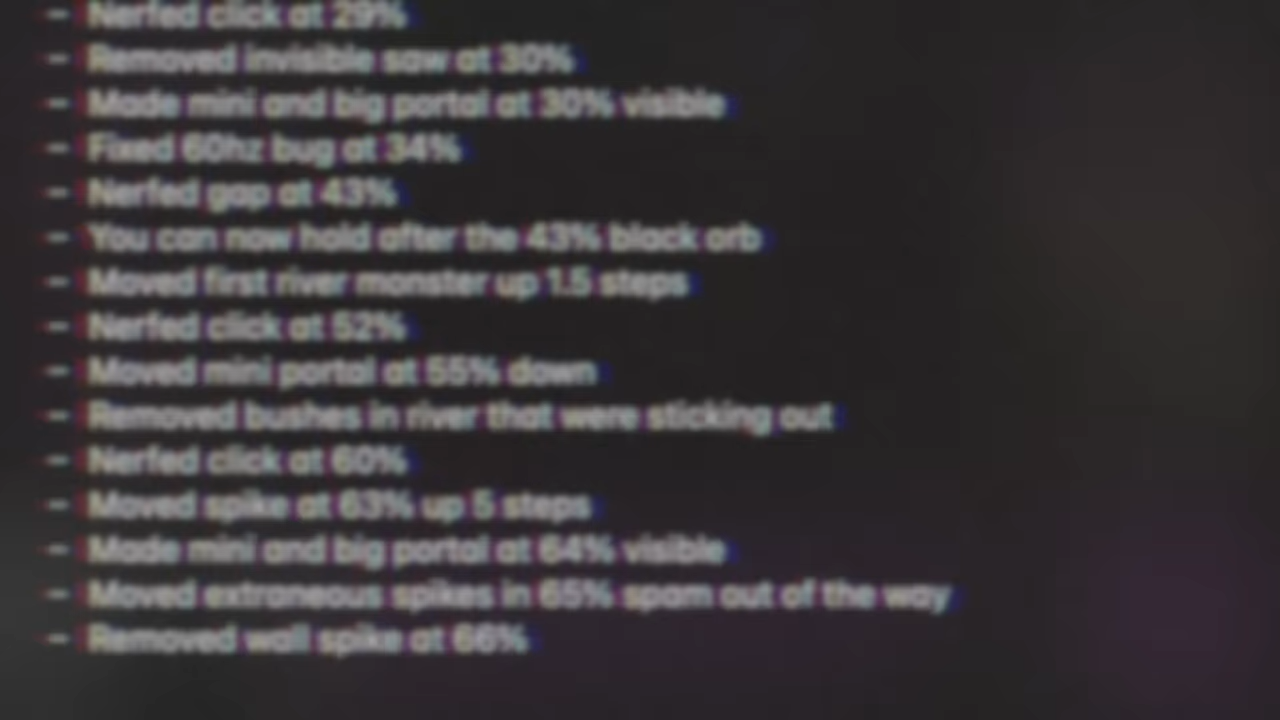 – Nerfed click at 29%
– Removed invisible saw at 30%
– Made mini and big portal at 30% visible
– Fixed 60hz bug at 34%
– Nerfed gap at 43%
– You can now hold after the 43% black orb
– Moved first river monster up 1.5 steps
– Nerfed click at 52%
– Moved mini portal at 55% down
– Removed bushes in river that were sticking out
– Nerfed click at 60%
– Moved spike at 63% up 5 steps
– Made mini and big portal at 64% visible
– Moved extraneous spikes in 65% spam out of the way
– Removed wall spike at 66%